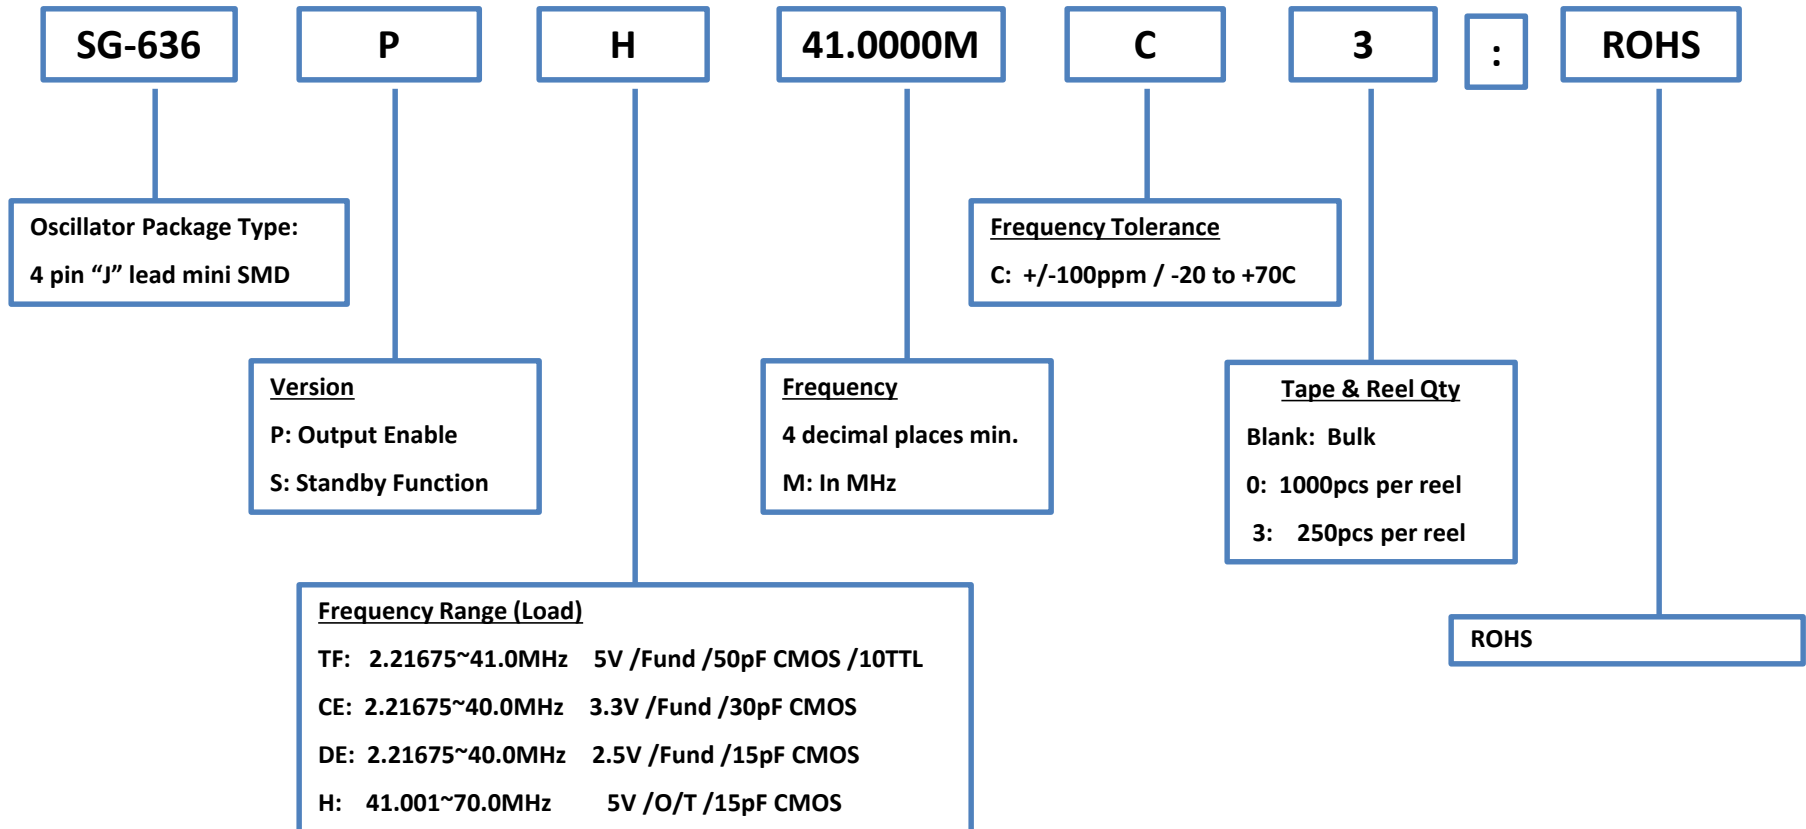 SG-636 P H 41.0000M C 3 : ROHS
Oscillator Package Type:
4 pin “J” lead mini SMD
Frequency Tolerance
C: +/-100ppm / -20 to +70C
Version
P: Output Enable
S: Standby Function
Frequency
4 decimal places min.
M: In MHz
Tape & Reel Qty
Blank: Bulk
0: 1000pcs per reel
3: 250pcs per reel
Frequency Range (Load)
TF: 2.21675~41.0MHz 5V /Fund /50pF CMOS /10TTL
CE: 2.21675~40.0MHz 3.3V /Fund /30pF CMOS
DE: 2.21675~40.0MHz 2.5V /Fund /15pF CMOS
H: 41.001~70.0MHz 5V /O/T /15pF CMOS
ROHS